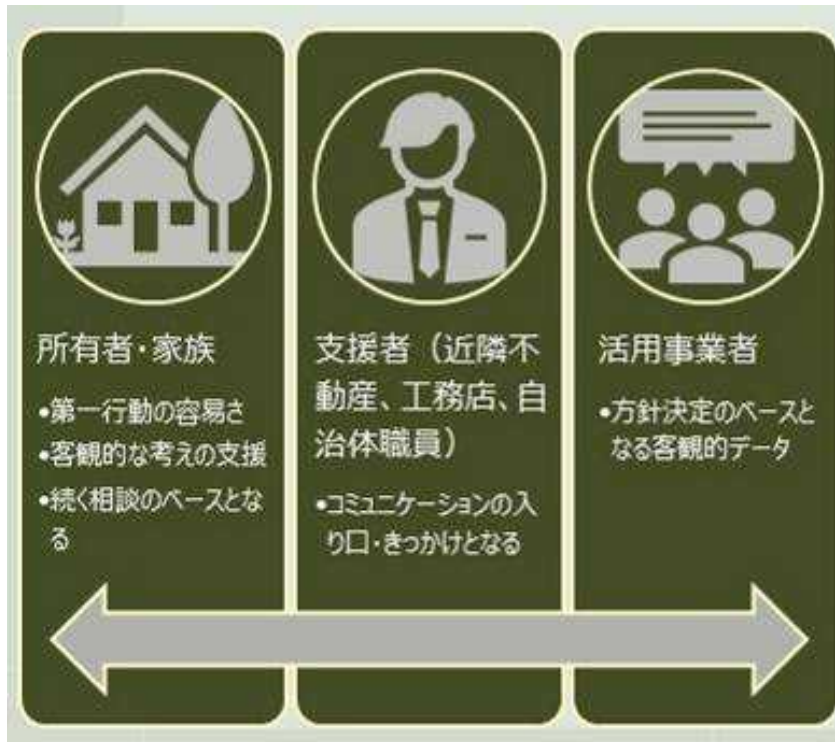 所有者・家族
•第一行動の容易さ
•客観的な考えの支援
•続く相談のベースとな
る
支援者（近隣不
動産、工務店、自
治体職員）
•コミュニケーションの入
り口・きっかけとなる
活用事業者
•方針決定のベースと
なる客観的データ